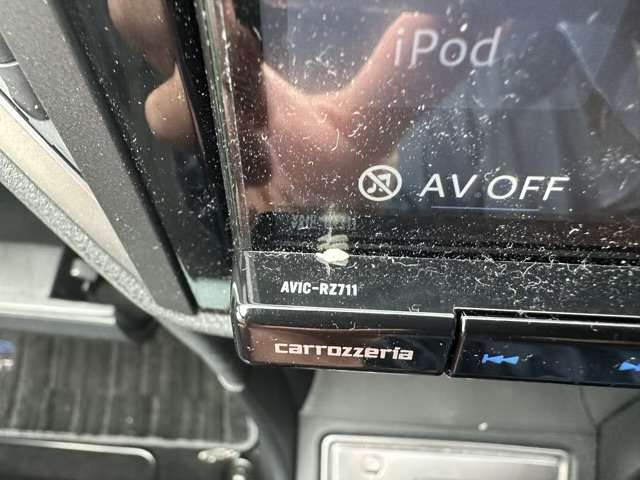 iPod
AV OFF
AVIC-RZ711
carrozzeria